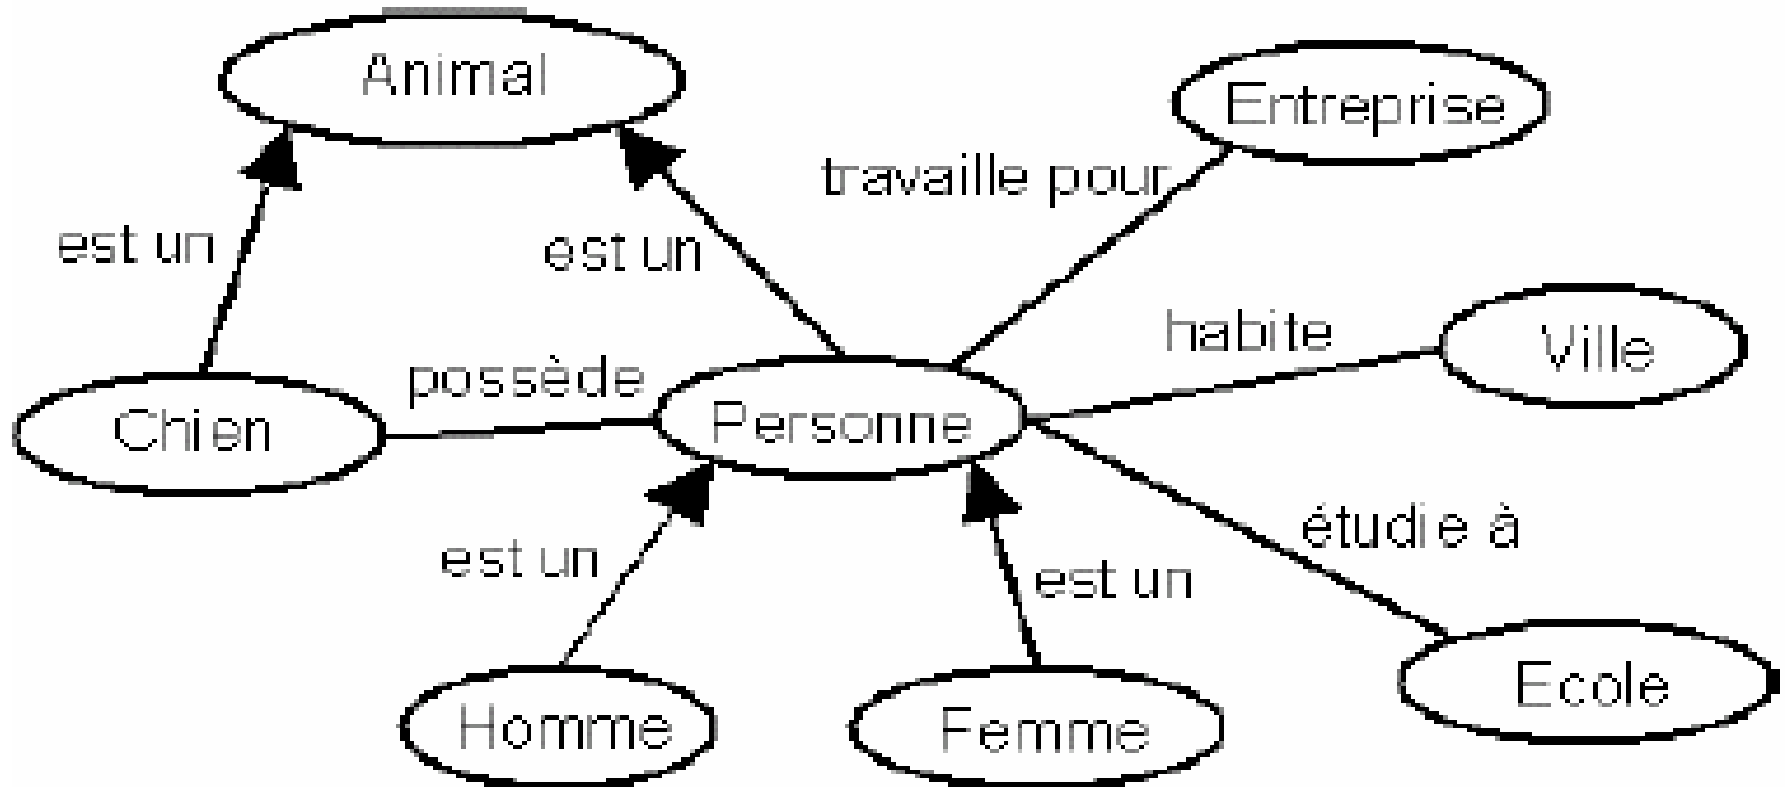 Animal
Entreprise
travaille pour
est un
est un
habite
Ville
possède
Chien
Personne
étudie à
est un
est un
Ecole
Homme
Femme